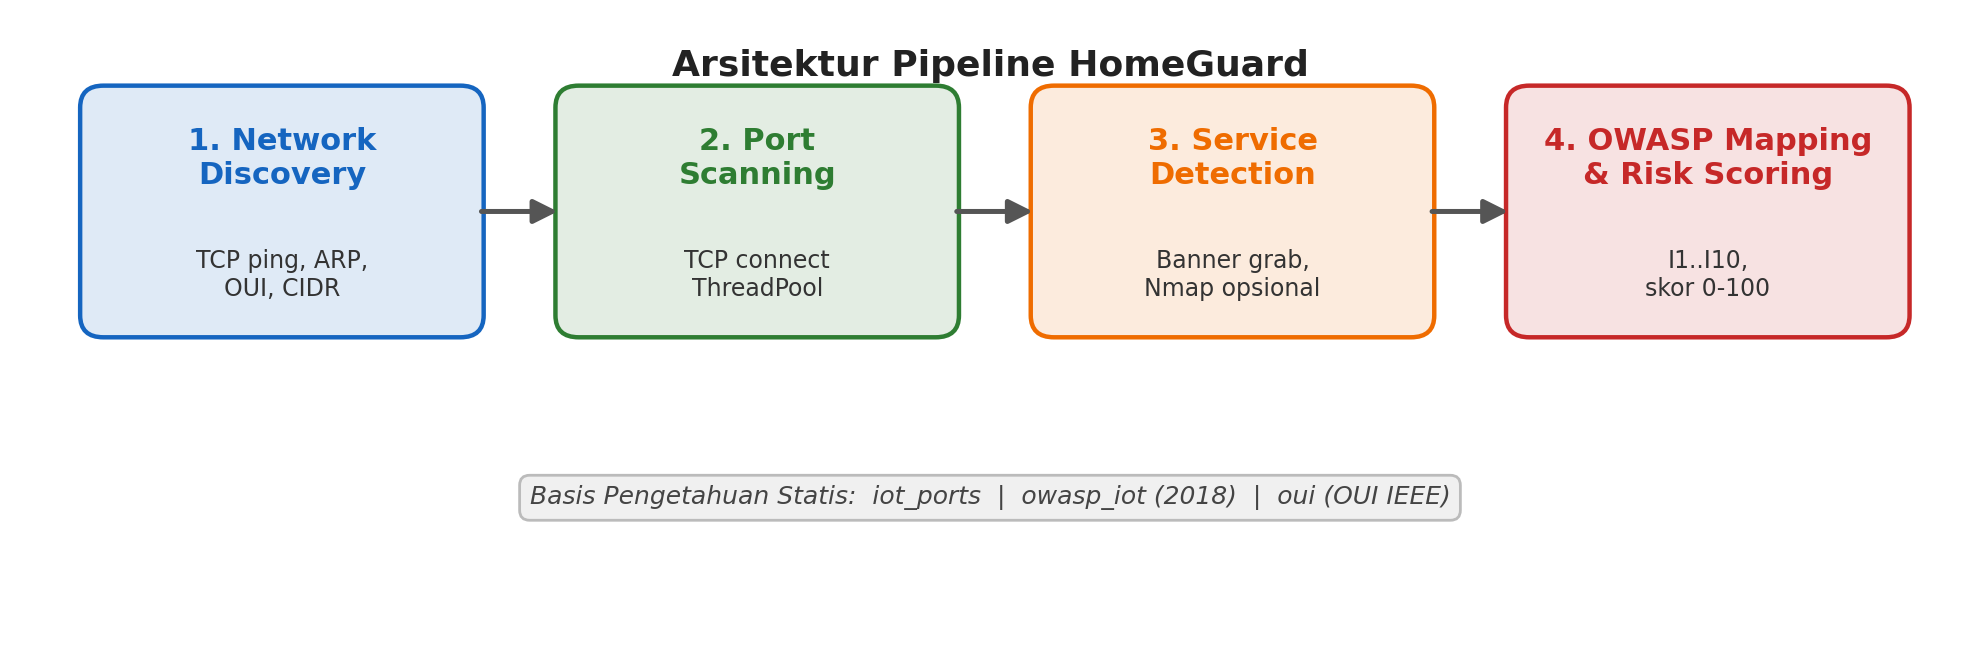 Arsitektur Pipeline HomeGuard
1. Network
Discovery
TCP ping, ARP,
OUI, CIDR
2. Port
Scanning
TCP connect
ThreadPool
3. Service
Detection
Banner grab,
Nmap opsional
4. OWASP Mapping
& Risk Scoring
I1..I10,
skor 0-100
Basis Pengetahuan Statis:  iot_ports  |  owasp_iot (2018)  |  oui (OUI IEEE)